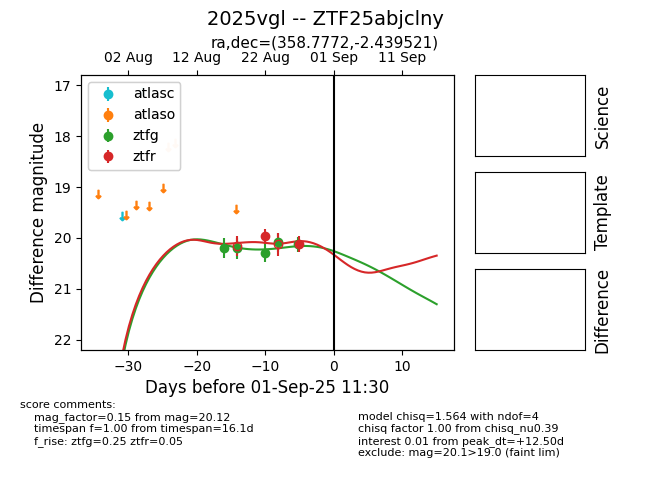 2025vgl -- ZTF25abjclny
ra,dec=(358.7772,-2.439521)
02 Aug 12 Aug 22 Aug 01 Sep 11 Sep
atlasc
atlaso
ztfg
ztfr
17
18
19
20
21
22
Difference magnitude
−30 −20 −10 0 10
Days before 01-Sep-25 11:30
Science
Template
Difference
score comments:
mag_factor=0.15 from mag=20.12
timespan f=1.00 from timespan=16.1d
f_rise: ztfg=0.25 ztfr=0.05
model chisq=1.564 with ndof=4
chisq factor 1.00 from chisq_nu0.39
interest 0.01 from peak_dt=+12.50d
exclude: mag=20.1>19.0 (faint lim)